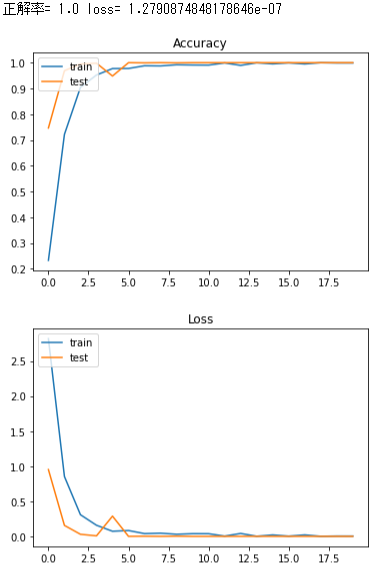 正解率= 1.0 loss= 1.2790874848178646e-07
Accuracy
1.0
0.9
0.8
0.7
0.6
0.5
0.4
0.3
0.2
train
test
0.0 2.5 5.0 7.5 10.0 12.5 15.0 17.5
Loss
2.5
2.0
1.5
1.0
0.5
0.0
train
test
0.0 2.5 5.0 7.5 10.0 12.5 15.0 17.5